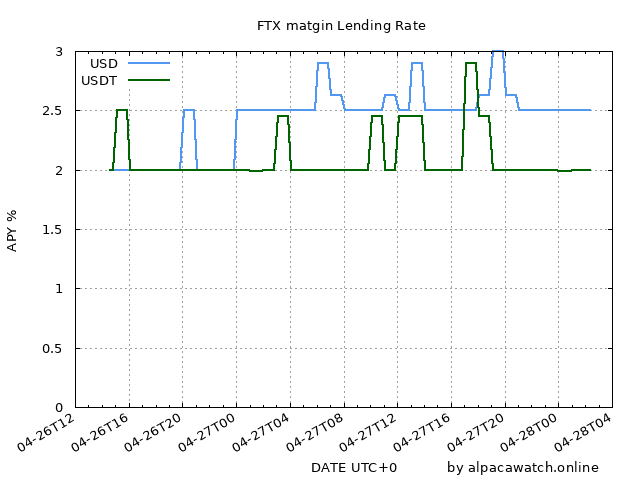 FTX matgin Lending Rate
USD
USDT
3
2.5
2
1.5
1
0.5
0
APY %
04-26T12
04-26T16
04-26T20
04-27T00
04-27T04
04-27T08
04-27T12
04-27T16
04-27T20
04-28T00
04-28T04
DATE UTC+0
by alpacawatch.online